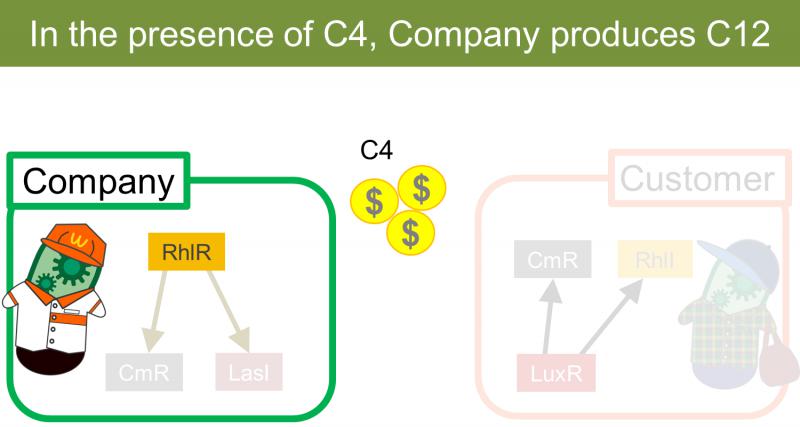 In the presence of C4, Company produces C12
C4
Company
Customer
$ $ $
W
RhlR
CmR
RhlI
CmR
LasI
LuxR